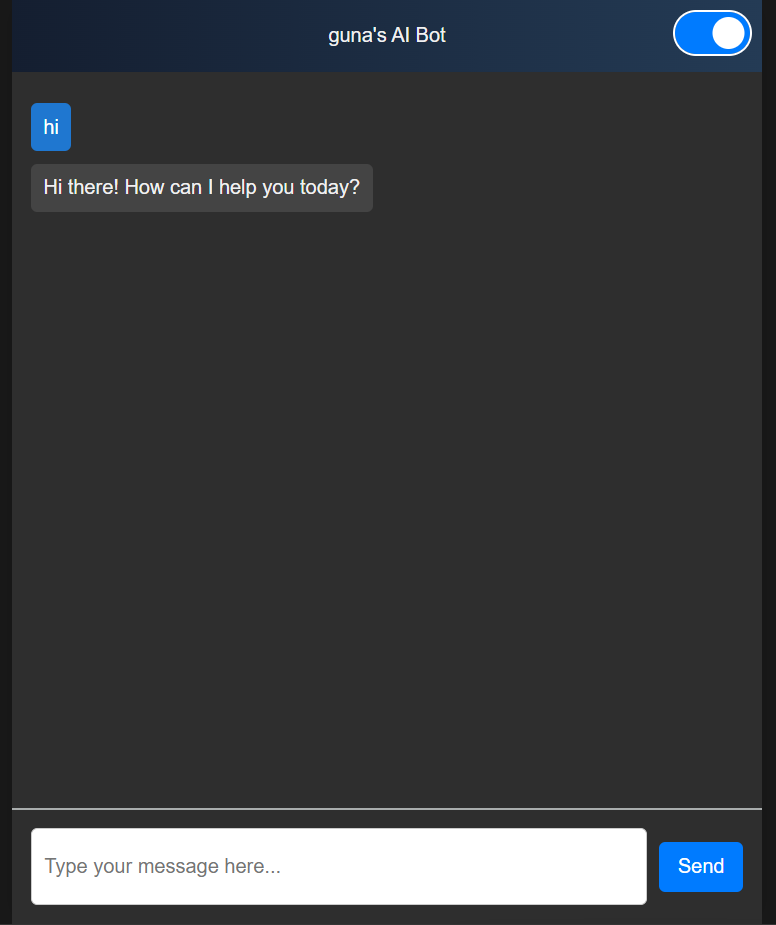 guna's AI Bot
hi
Hi there! How can I help you today?
Type your message here...
Send